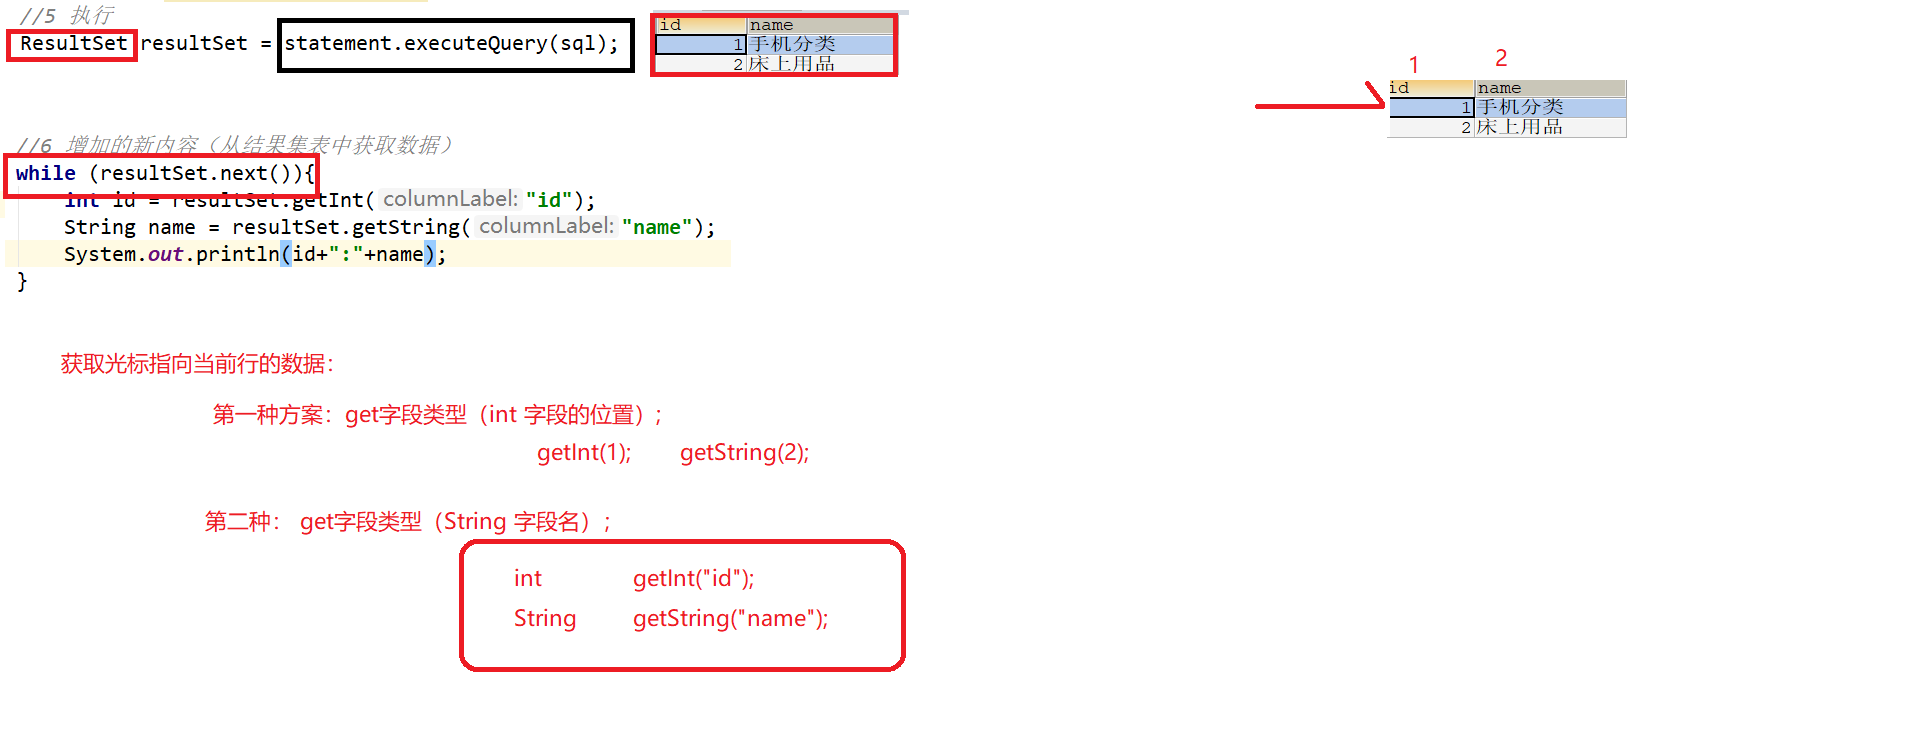 //5 执行
ResultSet resultSet = statement.executeQuery(sql);
id name
1 手机分类
2 床上用品
1 2
id name
1 手机分类
2 床上用品
//6 增加的新内容（从结果集表中获取数据）
while (resultSet.next()){
int id = resultSet.getInt( columnLabel: "id");
String name = resultSet.getString( columnLabel: "name");
System.out.println(id+":"+name);
}
获取光标指向当前行的数据：
第一种方案：get字段类型（int 字段的位置）；
getInt(1); getString(2);
第二种： get字段类型（String 字段名）；
int getInt("id");
String getString("name");